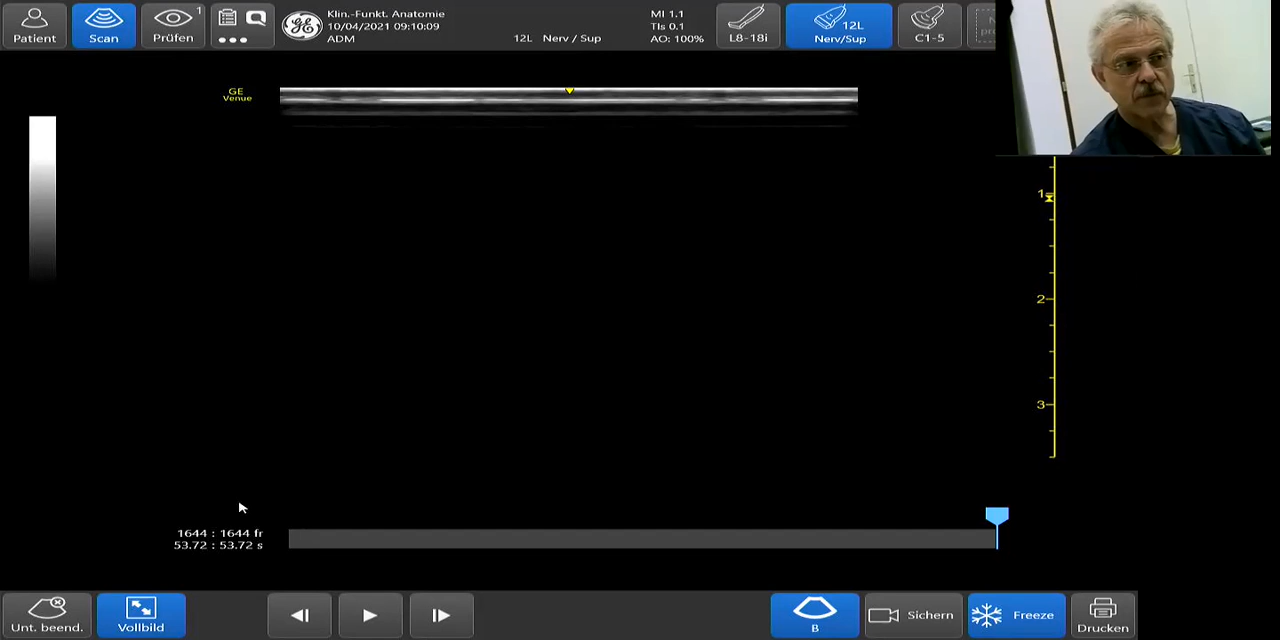 Patient
Scan
Prüfen
1
Klin.-Funkt. Anatomie
10/04/2021 09:10:09
ADM
12L Nerv / Sup
MI 1.1
TIs 0.1
AO: 100%
L8-18i
12L
Nerv/Sup
C1-5
GE
Venue
1
2
3
1644 : 1644 fr
53.72 : 53.72 s
Unt. beend.
Vollbild
B
Sichern
Freeze
Drucken